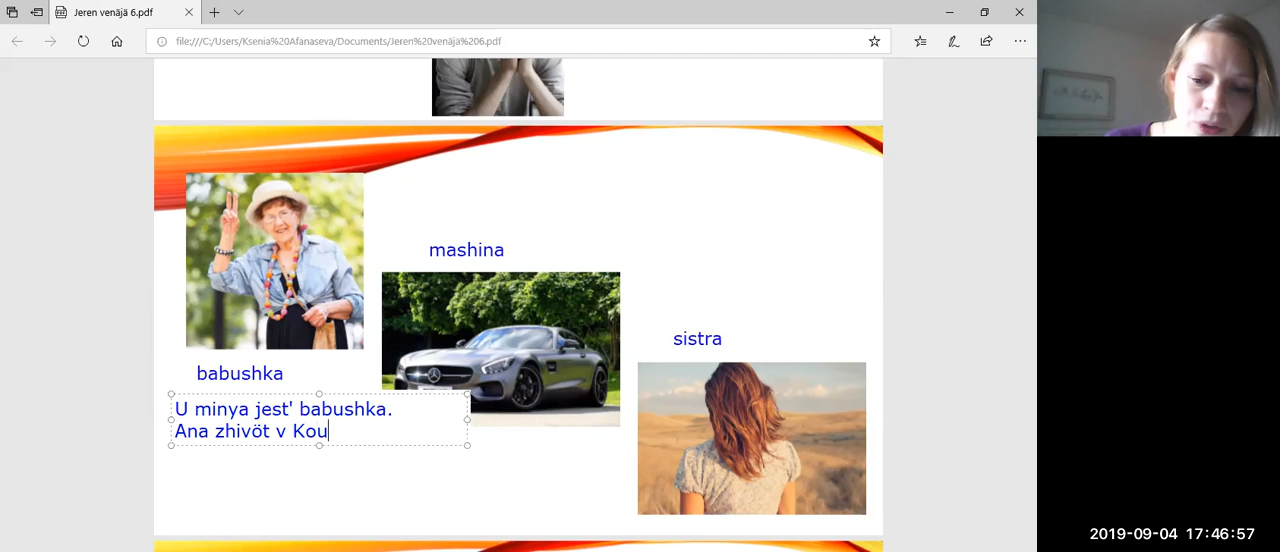 Jeren venäjä 6.pdf
file:///C:/Users/Ksenia%20Afanaseva/Documents/Jeren%20venäjä%206.pdf
mashina
sistra
babushka
U minya jest' babushka.
Ana zhivöt v Kou
2019-09-04 17:46:57